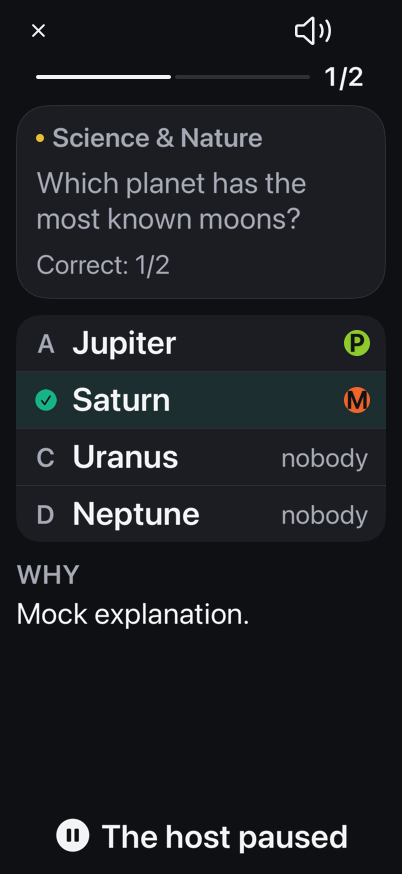 1/2
Science & Nature
Which planet has the
most known moons?
Correct: 1/2
A Jupiter P
Saturn M
C Uranus nobody
D Neptune nobody
WHY
Mock explanation.
The host paused